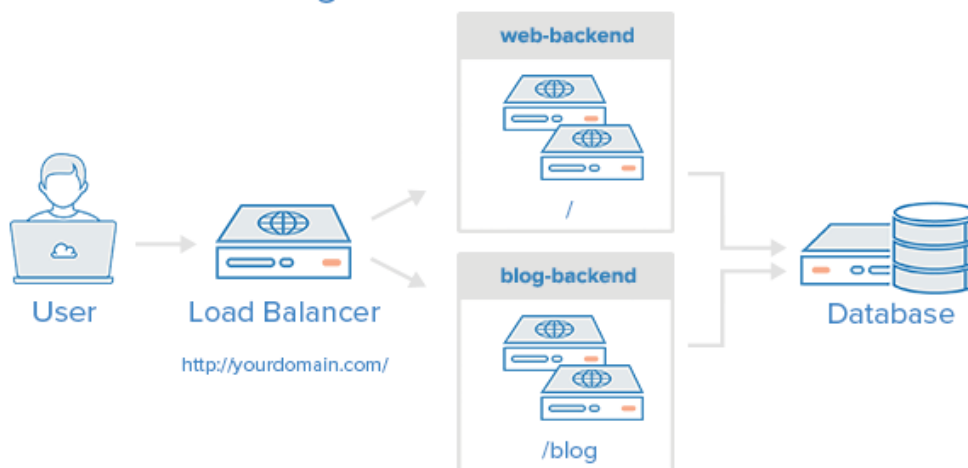 web-backend
/
User
Load Balancer
http://yourdomain.com/
blog-backend
/blog
Database